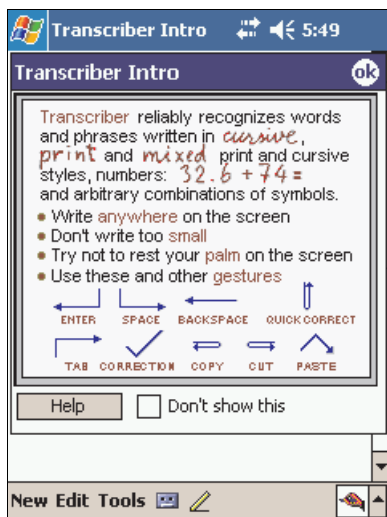 Transcriber Intro 5:49
Transcriber Intro ok
Transcriber reliably recognizes words
and phrases written in cursive,
print and mixed print and cursive
styles, numbers: 32.6 + 74 =
and arbitrary combinations of symbols.
• Write anywhere on the screen
• Don't write too small
• Try not to rest your palm on the screen
• Use these and other gestures
ENTER SPACE BACKSPACE QUICK CORRECT
TAB CORRECTION COPY CUT PASTE
Help Don't show this
New Edit Tools